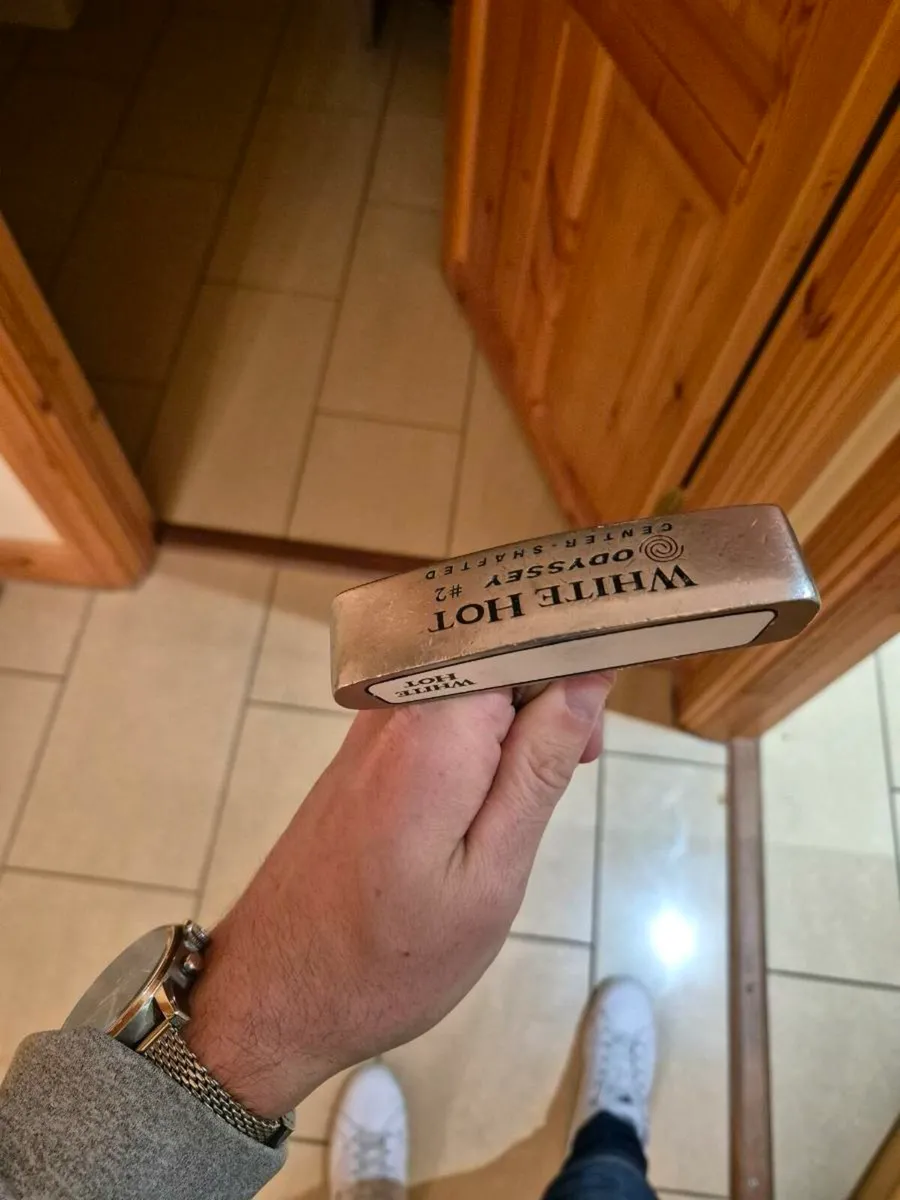 WHITE HOT
ODYSSEY #2
CENTER-SHAFTED
WHITE
HOT